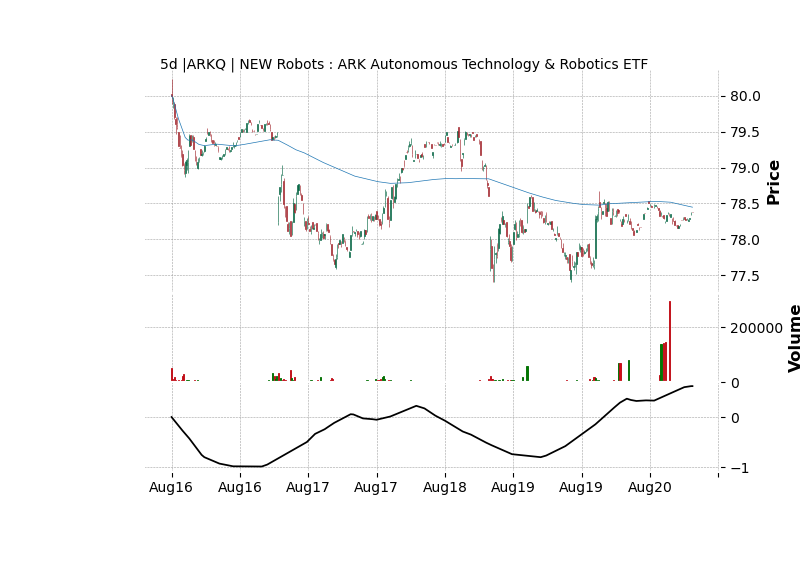 5d |ARKQ | NEW Robots : ARK Autonomous Technology & Robotics ETF
80.0
79.5
79.0
78.5
78.0
77.5
Price
200000
0
Volume
0
−1
Aug16 Aug16 Aug17 Aug17 Aug18 Aug19 Aug19 Aug20